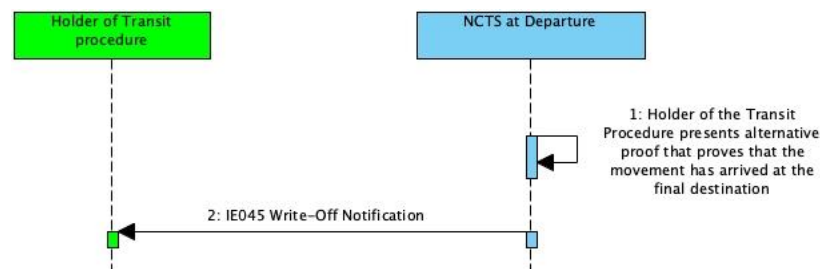 Holder of Transit
procedure
NCTS at Departure
1: Holder of the Transit
Procedure presents alternative
proof that proves that the
movement has arrived at the
final destination
2: IE045 Write-Off Notification